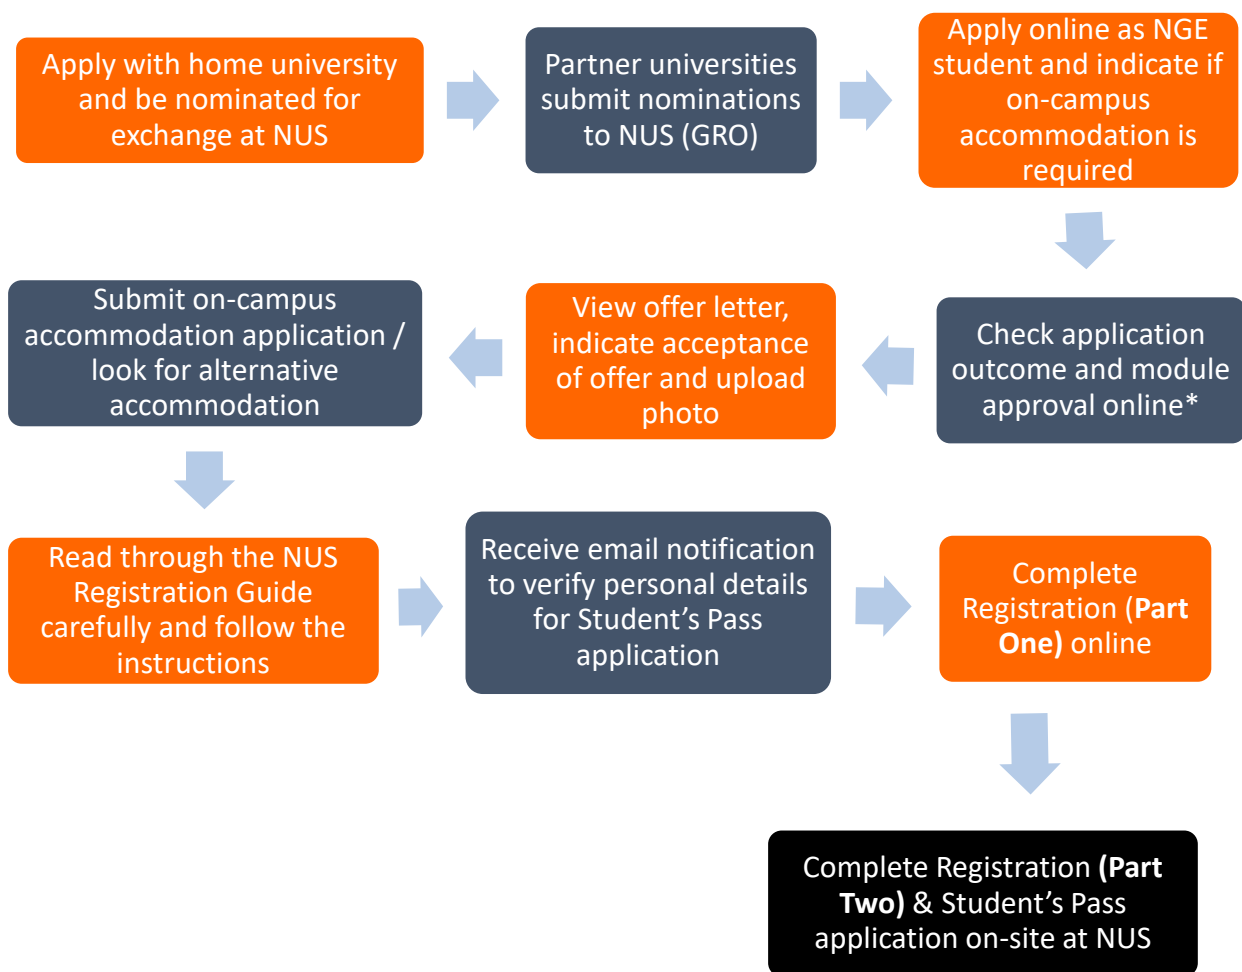 Apply with home university
and be nominated for
exchange at NUS
Partner universities
submit nominations
to NUS (GRO)
Apply online as NGE
student and indicate if
on-campus
accommodation is
required
Check application
outcome and module
approval online*
View offer letter,
indicate acceptance
of offer and upload
photo
Submit on-campus
accommodation application /
look for alternative
accommodation
Read through the NUS
Registration Guide
carefully and follow the
instructions
Receive email notification
to verify personal details
for Student’s Pass
application
Complete
Registration (Part
One) online
Complete Registration (Part
Two) & Student’s Pass
application on-site at NUS